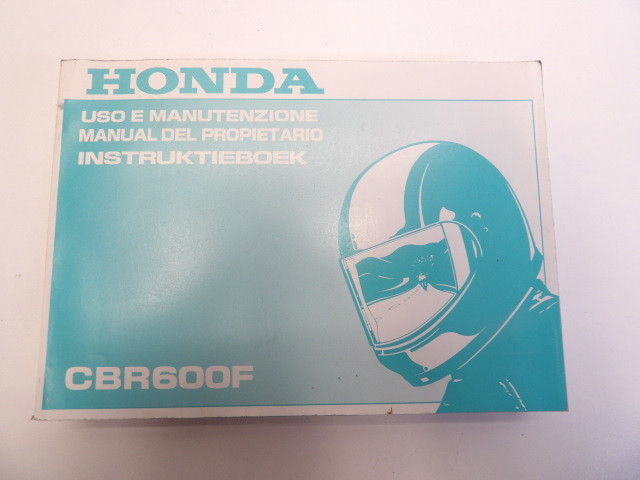 HONDA
USO E MANUTENZIONE
MANUAL DEL PROPIETARIO
INSTRUKTIEBOEK
CBR600F